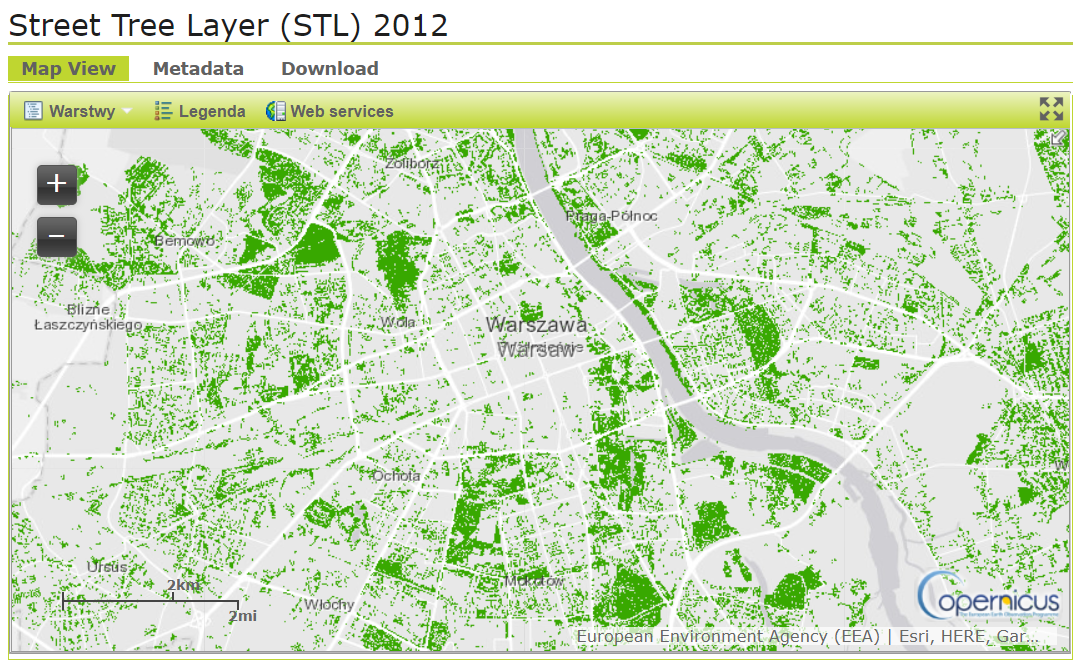 Street Tree Layer (STL) 2012
Map View Metadata Download
Warstwy Legenda Web services
Żoliborz
Praga-Północ
Bemowo
Blizne
Łaszczyńskiego
Wola
Warszawa
Warsaw
Ochota
W
Ursus
Mokotów
Włochy
2km
2mi
opernicus
European Environment Agency (EEA) | Esri, HERE, Gar...